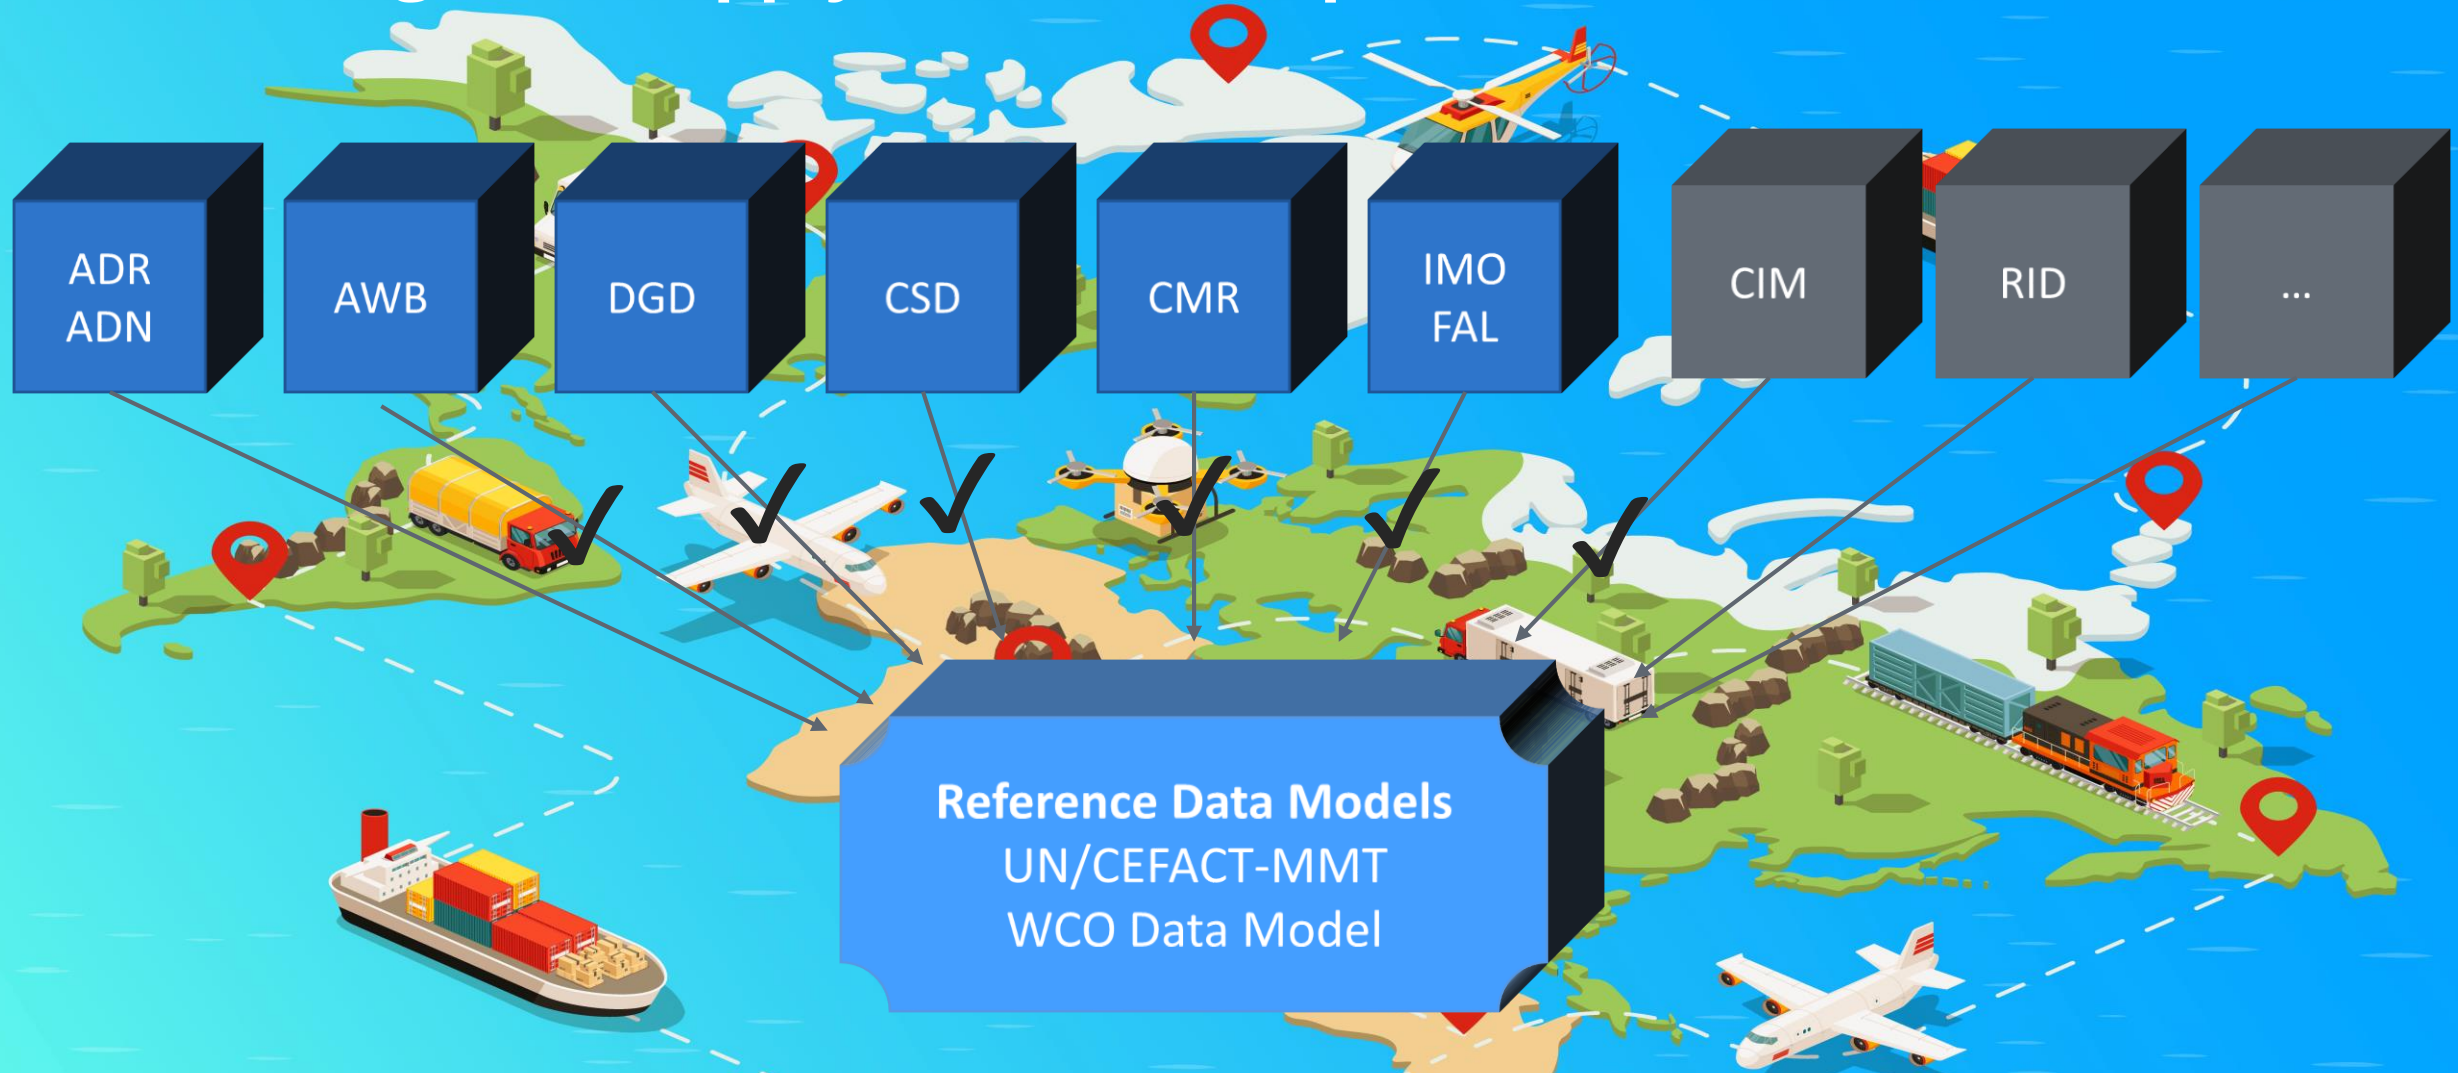 ADR
ADN
AWB
DGD
CSD
CMR
IMO
FAL
CIM
RID
...
Reference Data Models
UN/CEFACT-MMT
WCO Data Model